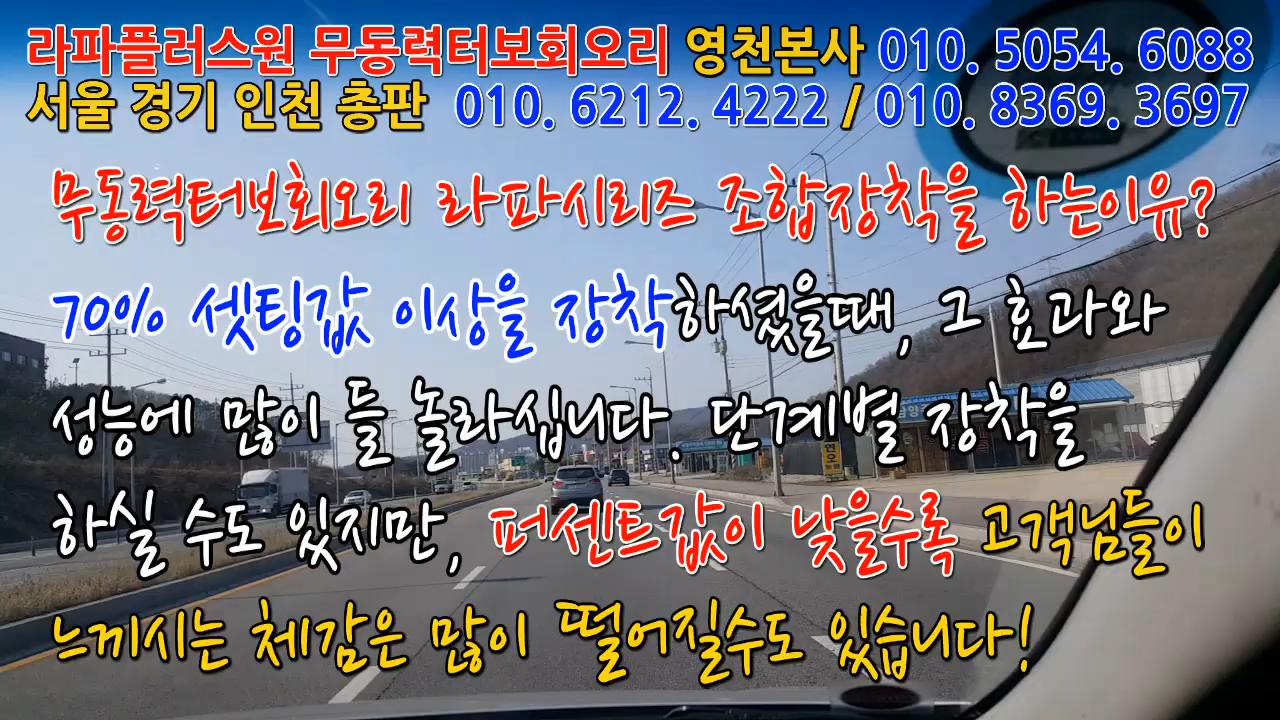 라파플러스원 무동력터보회오리 영천본사 010. 5054. 6088
서울 경기 인천 총판 010. 6212. 4222 / 010. 8369. 3697
무동력터보회오리 라파시리즈 조합장착을 하는이유?
70% 셋팅값 이상을 장착하셨을때, 그 효과와
성능에 많이 들 놀라십니다. 단계별 장착을
하실 수도 있지만, 퍼센트값이 낮을수록 고객님들이
느끼시는 체감은 많이 떨어질수도 있습니다!